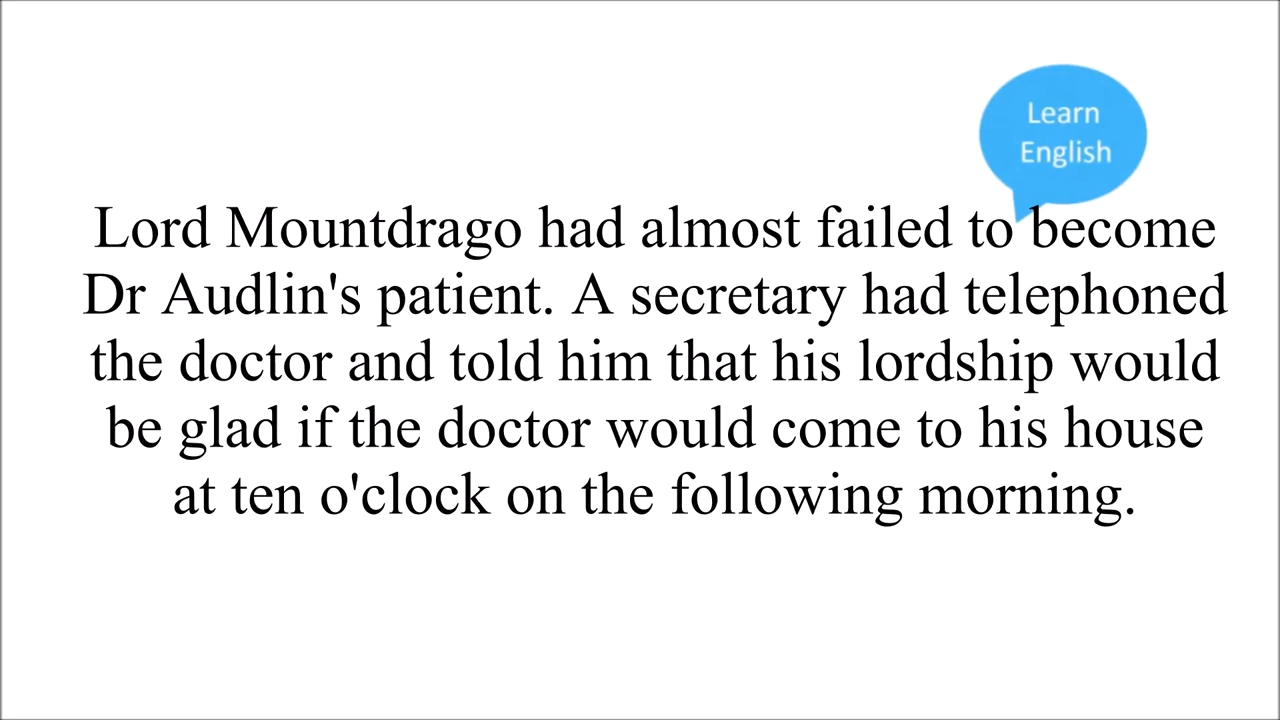 Learn
English
Lord Mountdrago had almost failed to become
Dr Audlin's patient. A secretary had telephoned
the doctor and told him that his lordship would
be glad if the doctor would come to his house
at ten o'clock on the following morning.